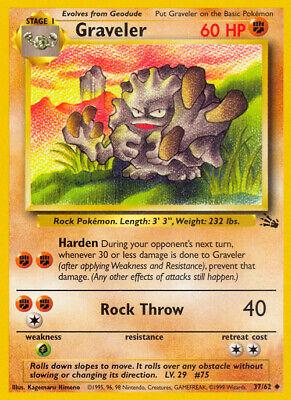 STAGE 1
Evolves from Geodude
Put Graveler on the Basic Pokémon
Graveler
60 HP
Rock Pokémon. Length: 3' 3", Weight: 232 lbs.
Harden During your opponent's next turn,
whenever 30 or less damage is done to Graveler
(after applying Weakness and Resistance), prevent that
damage. (Any other effects of attacks still happen.)
Rock Throw 40
weakness
resistance
retreat cost
Rolls down slopes to move. It rolls over any obstacle without
slowing or changing its direction. LV. 29 #75
Illus. Kagemaru Himeno
©1995, 96, 98 Nintendo, Creatures, GAMEFREAK. ©1999 Wizards.
37/62